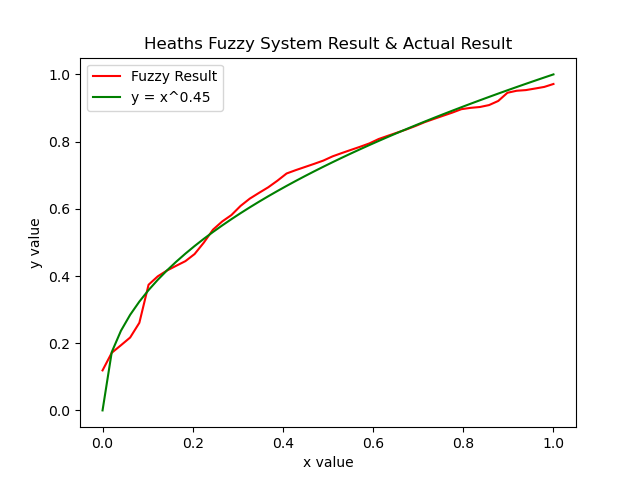 Heaths Fuzzy System Result & Actual Result
Fuzzy Result
y = x^0.45
1.0
0.8
0.6
0.4
0.2
0.0
y value
0.0 0.2 0.4 0.6 0.8 1.0
x value